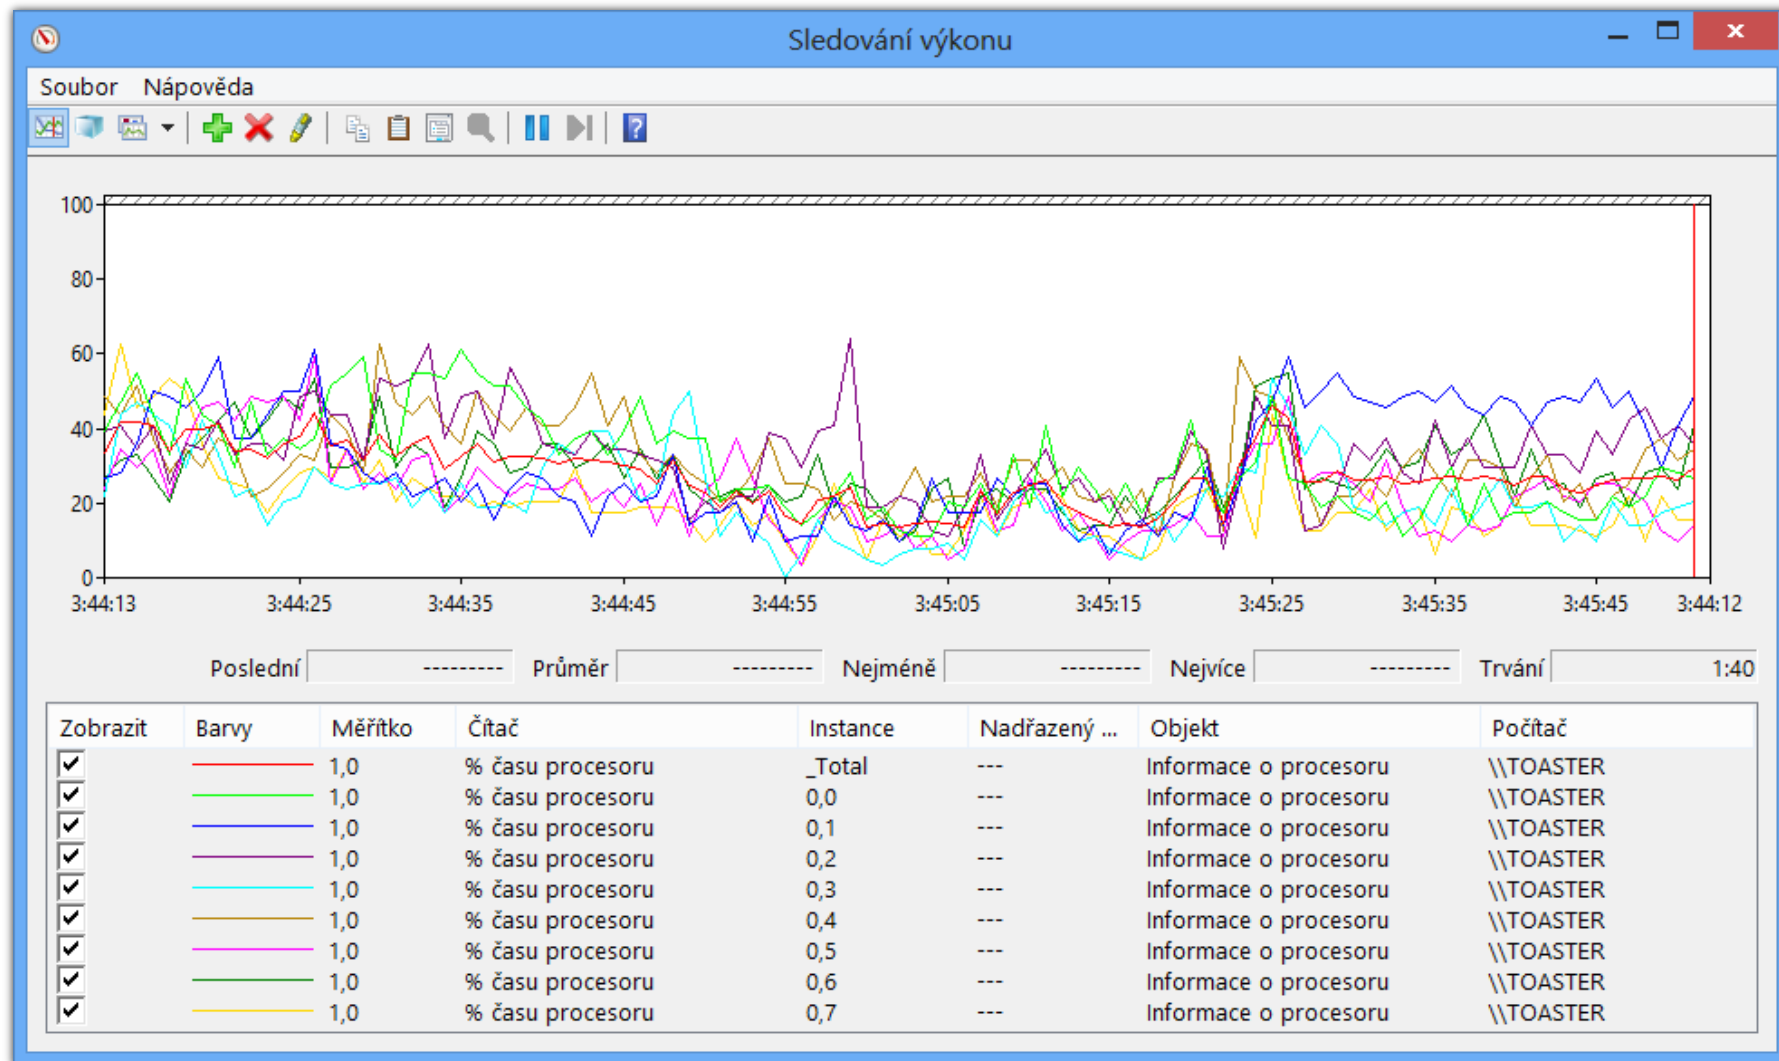 Sledování výkonu
Soubor Nápověda
100
80
60
40
20
0
3:44:13 3:44:25 3:44:35 3:44:45 3:44:55 3:45:05 3:45:15 3:45:25 3:45:35 3:45:45 3:44:12
Poslední --------- Průměr --------- Nejméně --------- Nejvíce --------- Trvání 1:40
Zobrazit Barvy Měřítko Čítač Instance Nadřazený ... Objekt Počítač
1,0 % času procesoru _Total --- Informace o procesoru \\TOASTER
1,0 % času procesoru 0,0 --- Informace o procesoru \\TOASTER
1,0 % času procesoru 0,1 --- Informace o procesoru \\TOASTER
1,0 % času procesoru 0,2 --- Informace o procesoru \\TOASTER
1,0 % času procesoru 0,3 --- Informace o procesoru \\TOASTER
1,0 % času procesoru 0,4 --- Informace o procesoru \\TOASTER
1,0 % času procesoru 0,5 --- Informace o procesoru \\TOASTER
1,0 % času procesoru 0,6 --- Informace o procesoru \\TOASTER
1,0 % času procesoru 0,7 --- Informace o procesoru \\TOASTER